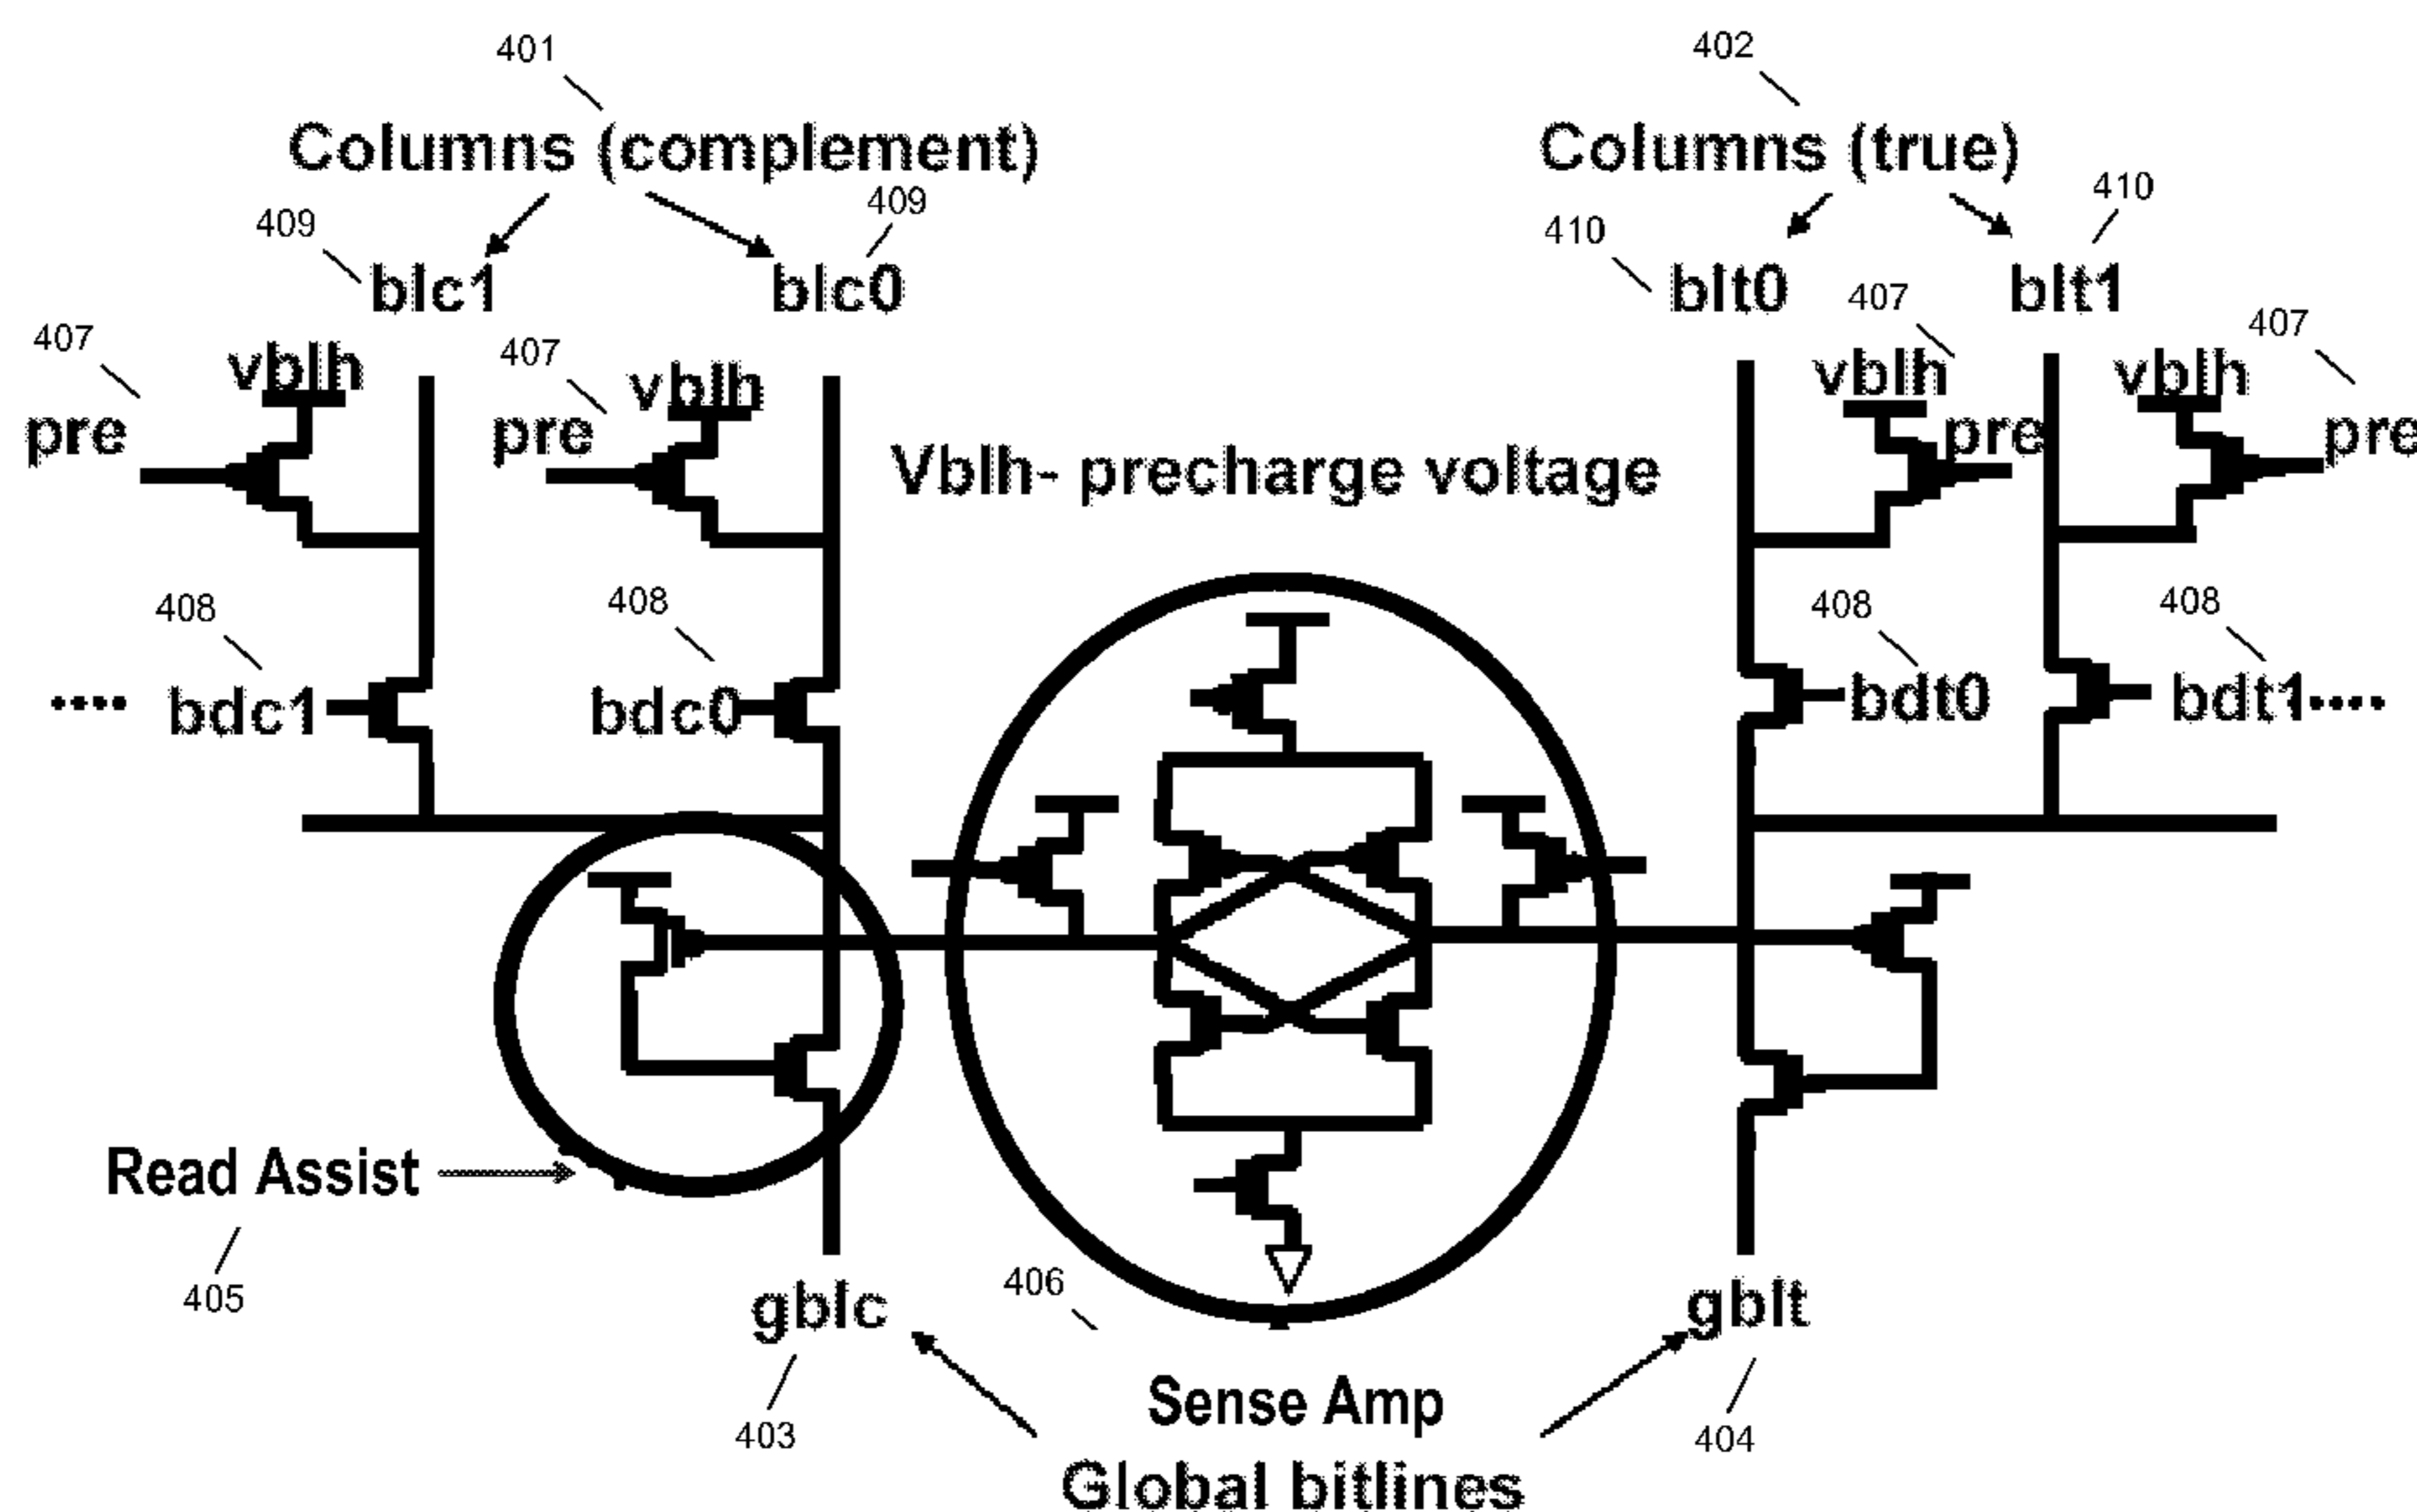 401
402
Columns (complement)
Columns (true)
409
409
410
410
blc1
blc0
blt0
blt1
407
407
407
407
vblh
vblh
vblh
vblh
pre
pre
pre
pre
Vblh- precharge voltage
408
408
408
408
....
bdc1
bdc0
bdt0
bdt1....
Read Assist
405
406
gblc
gblt
403
404
Sense Amp
Global bitlines